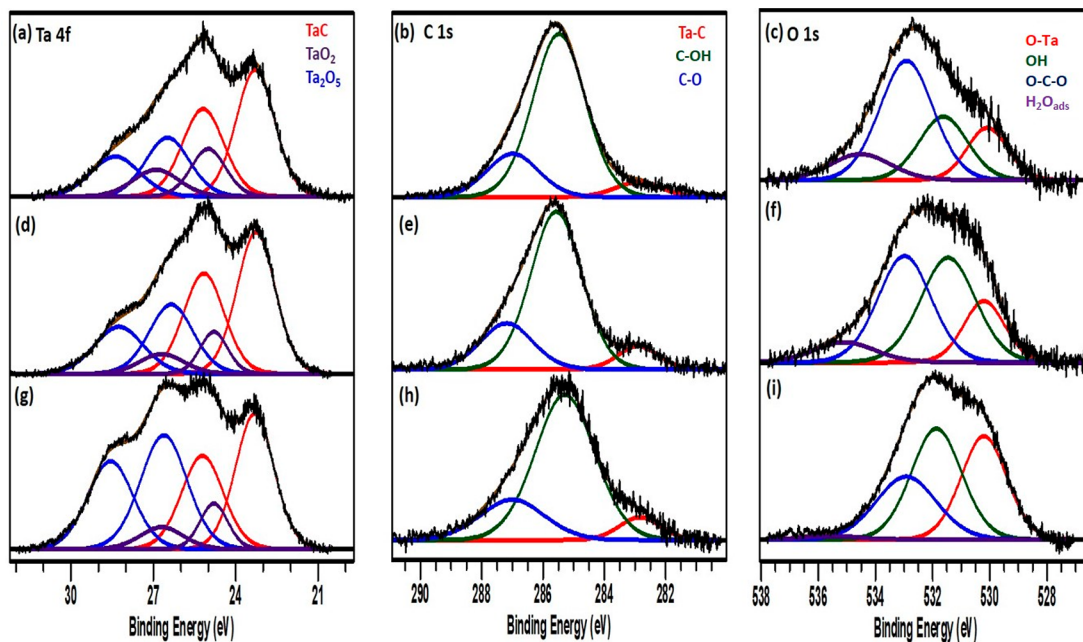 (a) Ta 4f
TaC
TaO₂
Ta₂O₅
(b) C 1s
Ta-C
C-OH
C-O
(c) O 1s
O-Ta
OH
O-C-O
H₂Oads
(d)
(e)
(f)
(g)
(h)
(i)
30 27 24 21
290 288 286 284 282
538 536 534 532 530 528
Binding Energy (eV)
Binding Energy (eV)
Binding Energy (eV)